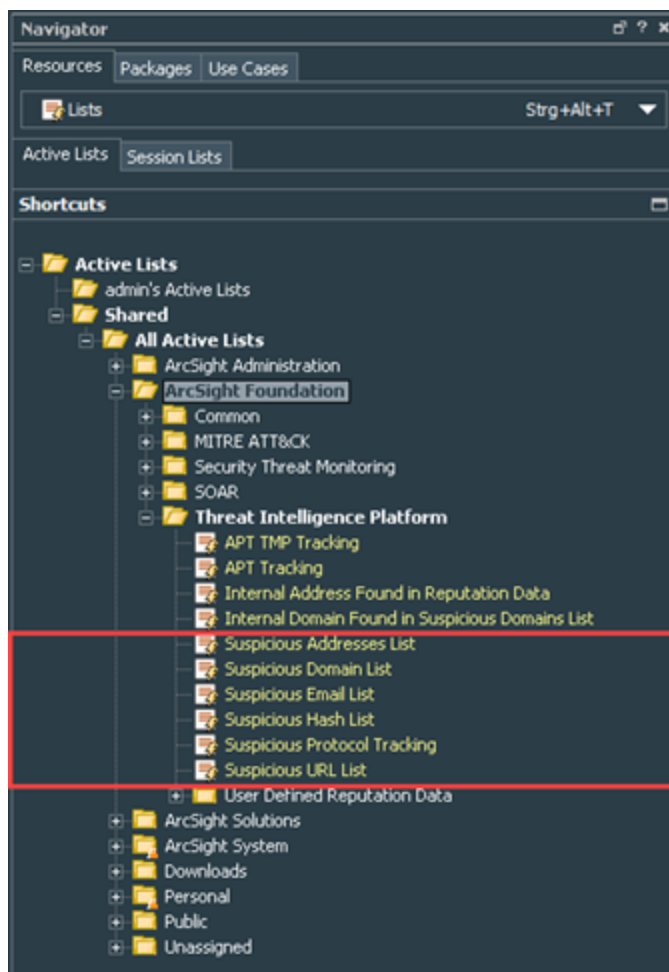 Navigator
Resources Packages Use Cases
Lists Strg+Alt+T
Active Lists Session Lists
Shortcuts
Active Lists
admin's Active Lists
Shared
All Active Lists
ArcSight Administration
ArcSight Foundation
Common
MITRE ATT&CK
Security Threat Monitoring
SOAR
Threat Intelligence Platform
APT TMP Tracking
APT Tracking
Internal Address Found in Reputation Data
Internal Domain Found in Suspicious Domains List
Suspicious Addresses List
Suspicious Domain List
Suspicious Email List
Suspicious Hash List
Suspicious Protocol Tracking
Suspicious URL List
User Defined Reputation Data
ArcSight Solutions
ArcSight System
Downloads
Personal
Public
Unassigned